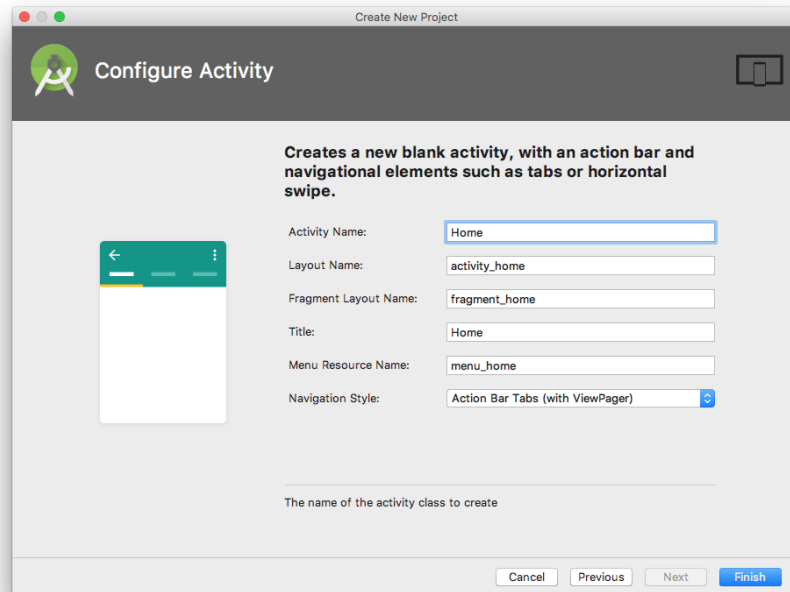 Create New Project
Configure Activity
Creates a new blank activity, with an action bar and
navigational elements such as tabs or horizontal
swipe.
Activity Name: Home
Layout Name: activity_home
Fragment Layout Name: fragment_home
Title: Home
Menu Resource Name: menu_home
Navigation Style: Action Bar Tabs (with ViewPager)
The name of the activity class to create
Cancel Previous Next Finish